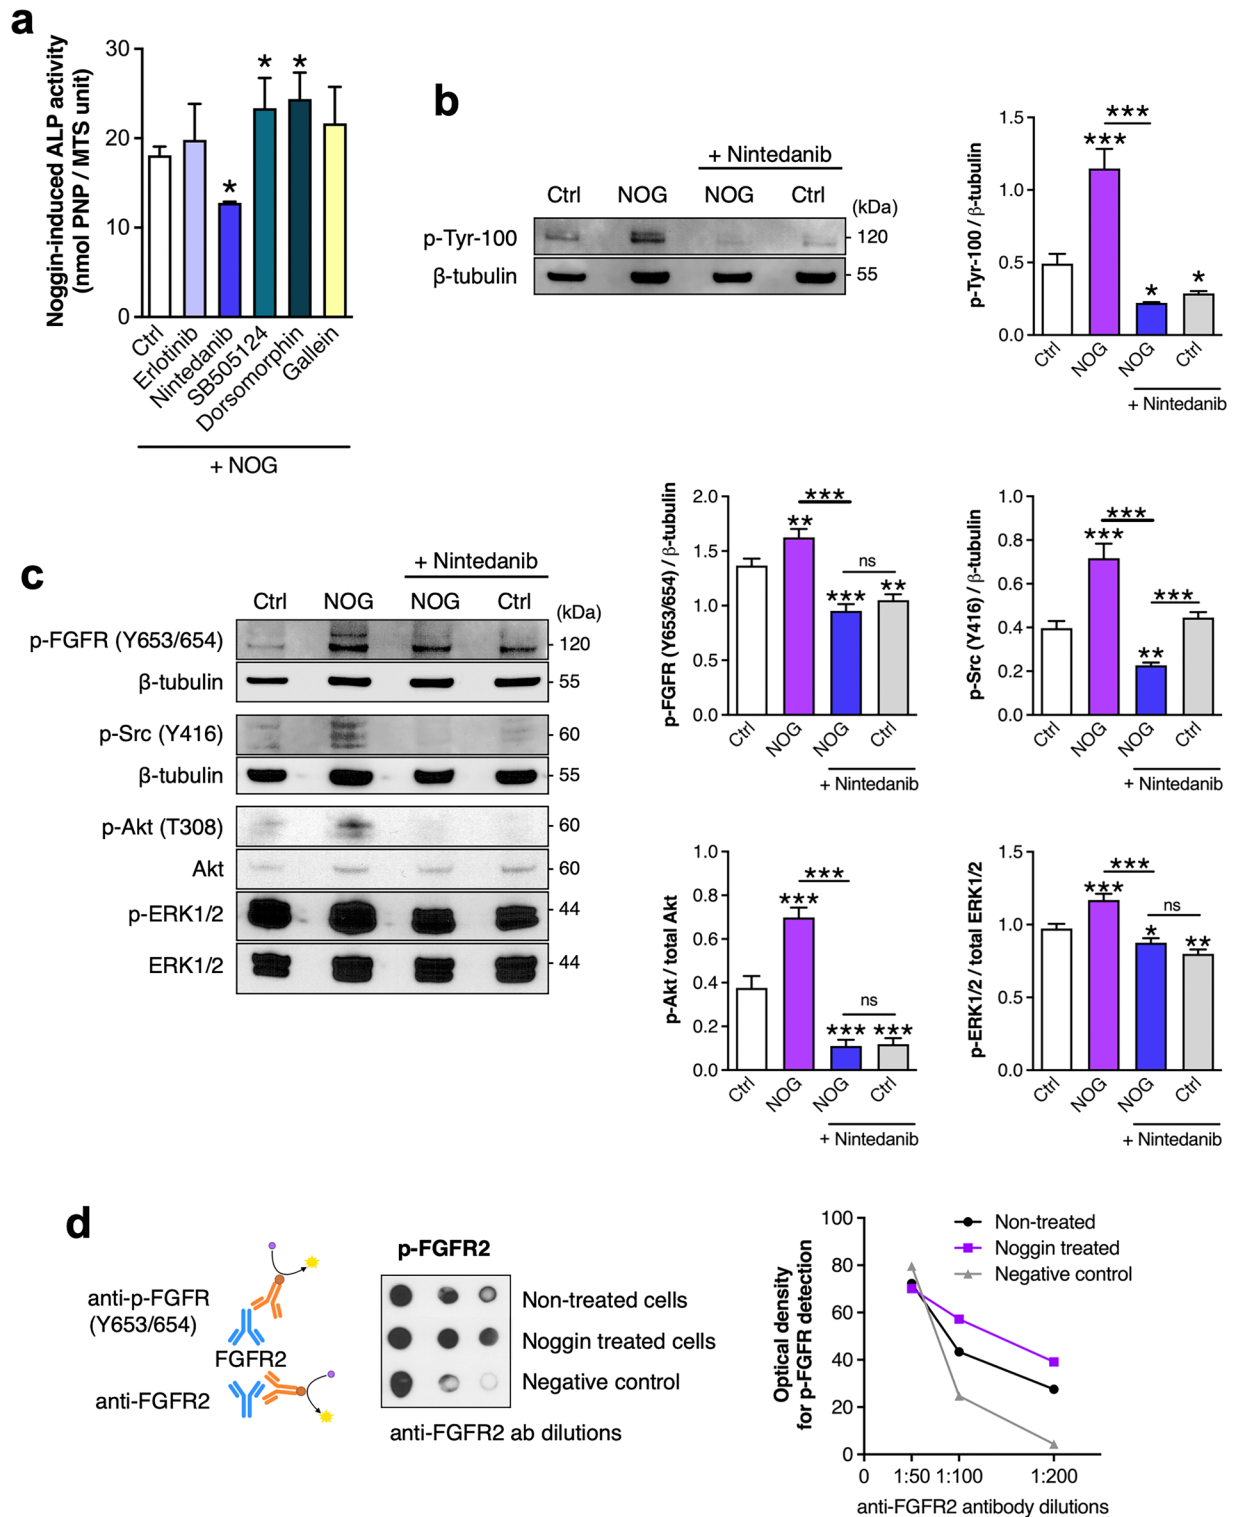 a
Noggin-induced ALP activity
(nmol PNP / MTS unit)
30
20
10
0
*
*
*
Ctrl
Erlotinib
Nintedanib
SB505124
Dorsomorphin
Gallein
+ NOG
b
+ Nintedanib
Ctrl
NOG
NOG
Ctrl
(kDa)
p-Tyr-100
120
β-tubulin
55
p-Tyr-100 / β-tubulin
1.5
1.0
0.5
0.0
***
***
*
*
Ctrl
NOG
NOG
Ctrl
+ Nintedanib
c
+ Nintedanib
Ctrl
NOG
NOG
Ctrl
(kDa)
p-FGFR (Y653/654)
120
β-tubulin
55
p-Src (Y416)
60
β-tubulin
55
p-Akt (T308)
60
Akt
60
p-ERK1/2
44
ERK1/2
44
p-FGFR (Y653/654) / β-tubulin
2.0
1.5
1.0
0.5
0.0
***
**
ns
***
**
Ctrl
NOG
NOG
Ctrl
+ Nintedanib
p-Src (Y416) / β-tubulin
1.0
0.8
0.6
0.4
0.2
0.0
***
***
***
**
Ctrl
NOG
NOG
Ctrl
+ Nintedanib
p-Akt / total Akt
1.0
0.8
0.6
0.4
0.2
0.0
***
***
ns
***
***
Ctrl
NOG
NOG
Ctrl
+ Nintedanib
p-ERK1/2 / total ERK1/2
1.5
1.0
0.5
0.0
***
***
ns
*
**
Ctrl
NOG
NOG
Ctrl
+ Nintedanib
d
anti-p-FGFR
(Y653/654)
FGFR2
anti-FGFR2
p-FGFR2
Non-treated cells
Noggin treated cells
Negative control
anti-FGFR2 ab dilutions
Optical density
for p-FGFR detection
100
80
60
40
20
0
Non-treated
Noggin treated
Negative control
0
1:50
1:100
1:200
anti-FGFR2 antibody dilutions